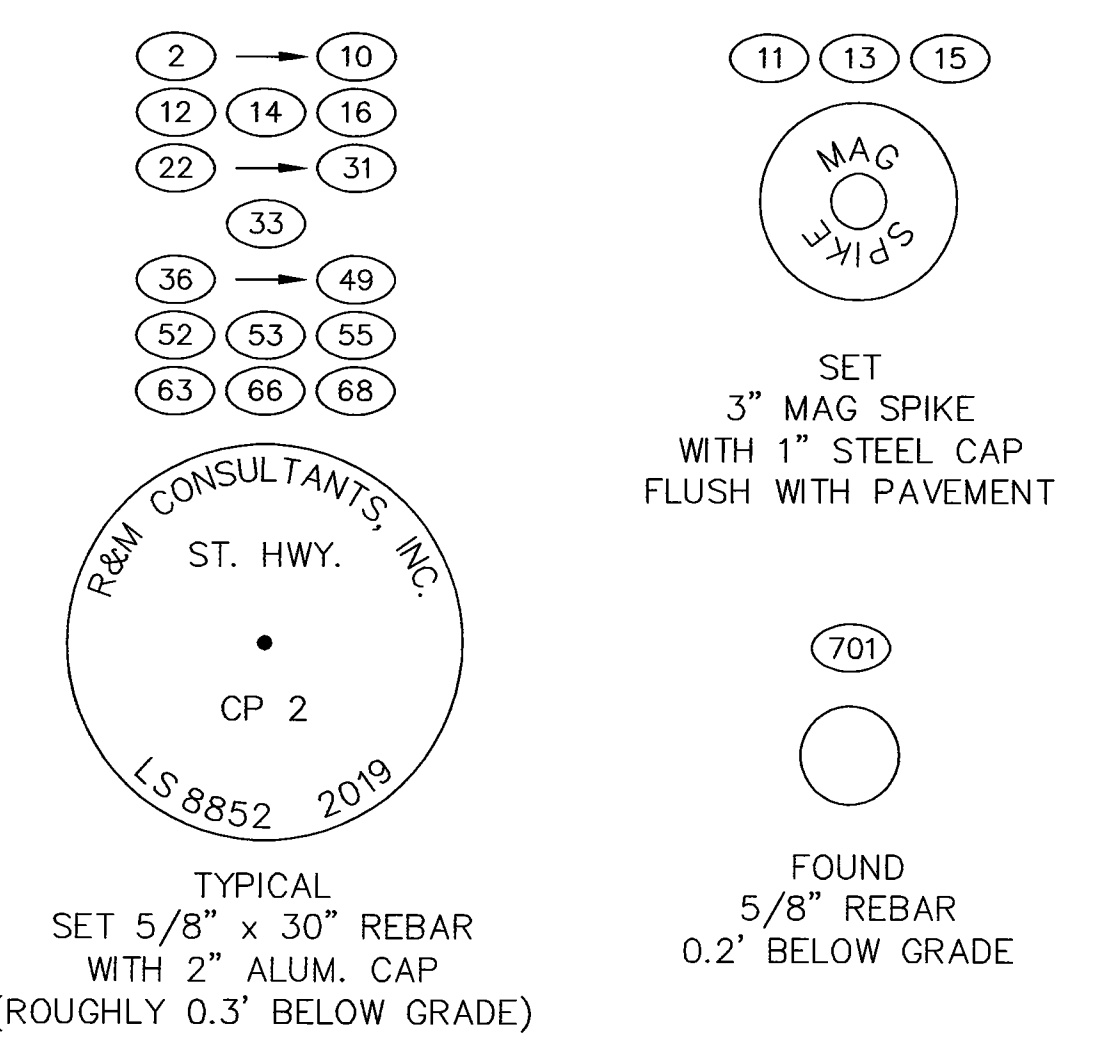 2 → 10
12 14 16
22 → 31
33
36 → 49
52 53 55
63 66 68
R&M CONSULTANTS, INC.
ST. HWY.
CP 2
LS 8852 2019
TYPICAL
SET 5/8" x 30" REBAR
WITH 2" ALUM. CAP
(ROUGHLY 0.3' BELOW GRADE)
11 13 15
MAG
SPIKE
SET
3" MAG SPIKE
WITH 1" STEEL CAP
FLUSH WITH PAVEMENT
701
FOUND
5/8" REBAR
0.2' BELOW GRADE